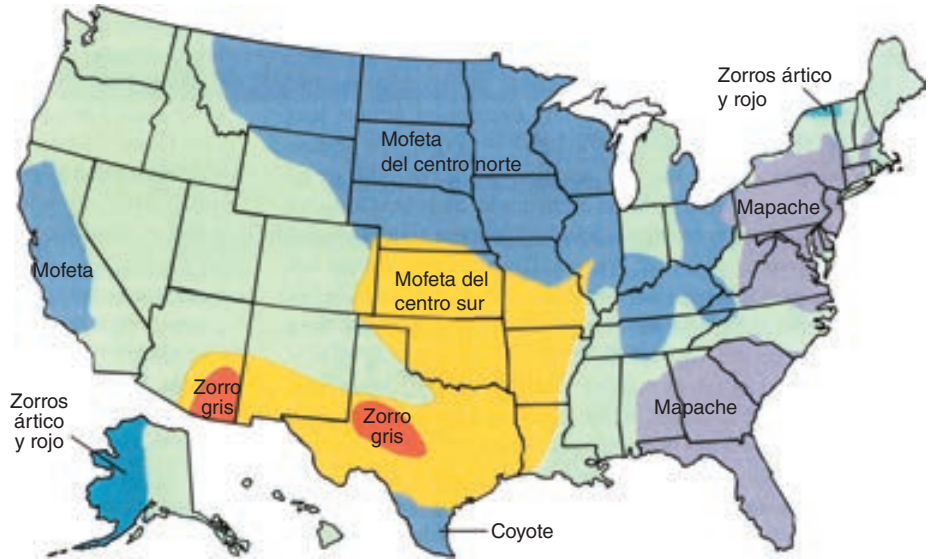 Zorros ártico
y rojo
Mofeta
del centro norte
Mapache
Mofeta
Mofeta del
centro sur
Zorro
gris
Zorro
gris
Mapache
Zorros
ártico
y rojo
Coyote